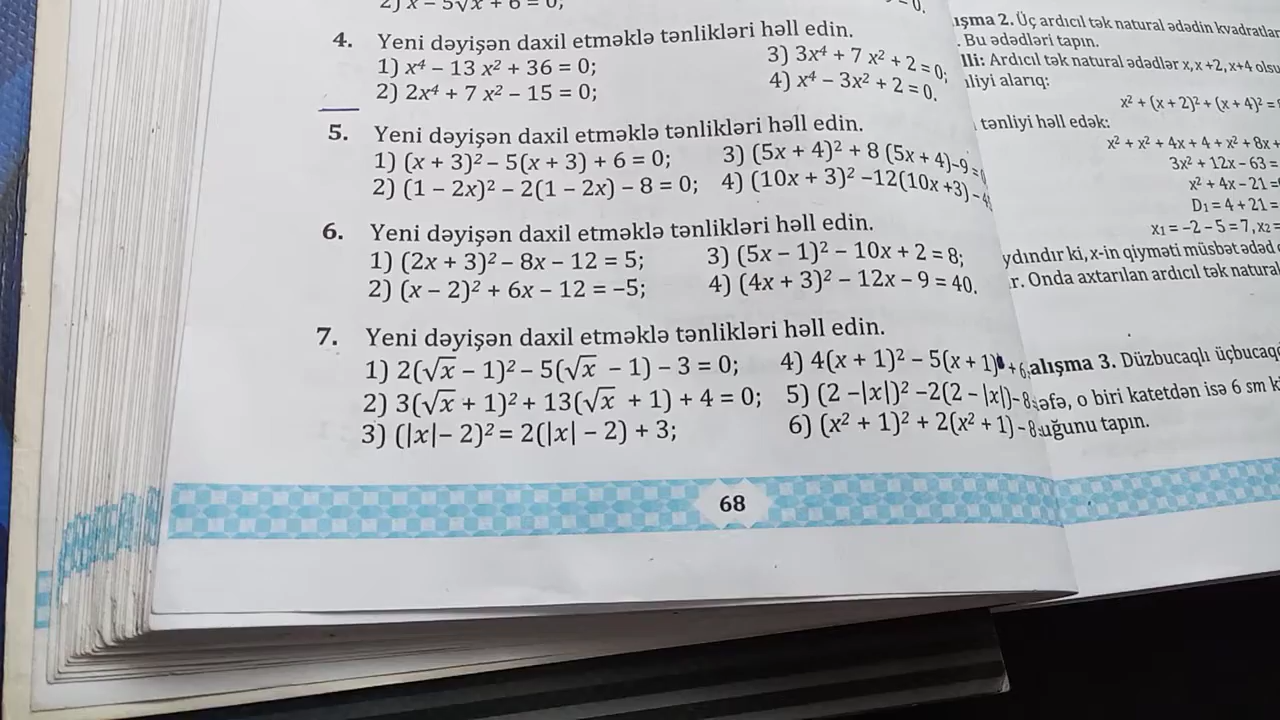 2) x – 5√x + 6 = 0;
4. Yeni dəyişən daxil etməklə tənlikləri həll edin.
1) x⁴ – 13 x² + 36 = 0; 3) 3x⁴ + 7 x² + 2 = 0;
2) 2x⁴ + 7 x² – 15 = 0; 4) x⁴ – 3x² + 2 = 0.
5. Yeni dəyişən daxil etməklə tənlikləri həll edin.
1) (x + 3)² – 5(x + 3) + 6 = 0; 3) (5x + 4)² + 8 (5x + 4) – 9 =
2) (1 – 2x)² – 2(1 – 2x) – 8 = 0; 4) (10x + 3)² –12(10x +3) –
6. Yeni dəyişən daxil etməklə tənlikləri həll edin.
1) (2x + 3)² – 8x – 12 = 5; 3) (5x – 1)² – 10x + 2 = 8;
2) (x – 2)² + 6x – 12 = –5; 4) (4x + 3)² – 12x – 9 = 40.
7. Yeni dəyişən daxil etməklə tənlikləri həll edin.
1) 2(√x – 1)² – 5(√x – 1) – 3 = 0; 4) 4(x + 1)² – 5(x + 1) + 6
2) 3(√x + 1)² + 13(√x + 1) + 4 = 0; 5) (2 –|x|)² –2(2 – |x|)– 8
3) (|x|– 2)² = 2(|x| – 2) + 3; 6) (x² + 1)² + 2(x² + 1) – 8
68
ışma 2. Üç ardıcıl tək natural ədədin kvadratlar
. Bu ədədləri tapın.
lli: Ardıcıl tək natural ədədlər x, x +2, x+4 olsu
liyi alarıq:
x² + (x + 2)² + (x + 4)² =
tənliyi həll edək:
x² + x² + 4x + 4 + x² + 8x +
3x² + 12x – 63 =
x² + 4x – 21 =
D₁ = 4 + 21 =
x₁ = –2 – 5 = 7, x₂ =
ydındır ki, x-in qiyməti müsbət ədəd
r. Onda axtarılan ardıcıl tək natural
alışma 3. Düzbucaqlı üçbucaq
əfə, o biri katetdən isə 6 sm
uğunu tapın.